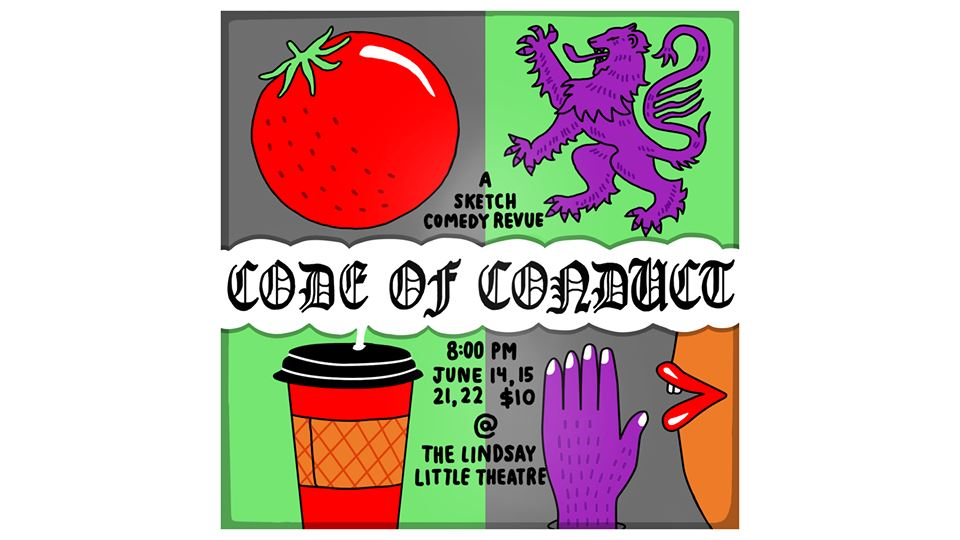 A
SKETCH
COMEDY REVUE
CODE OF CONDUCT
8:00 PM
JUNE 14, 15
21, 22 $10
@
THE LINDSAY
LITTLE THEATRE